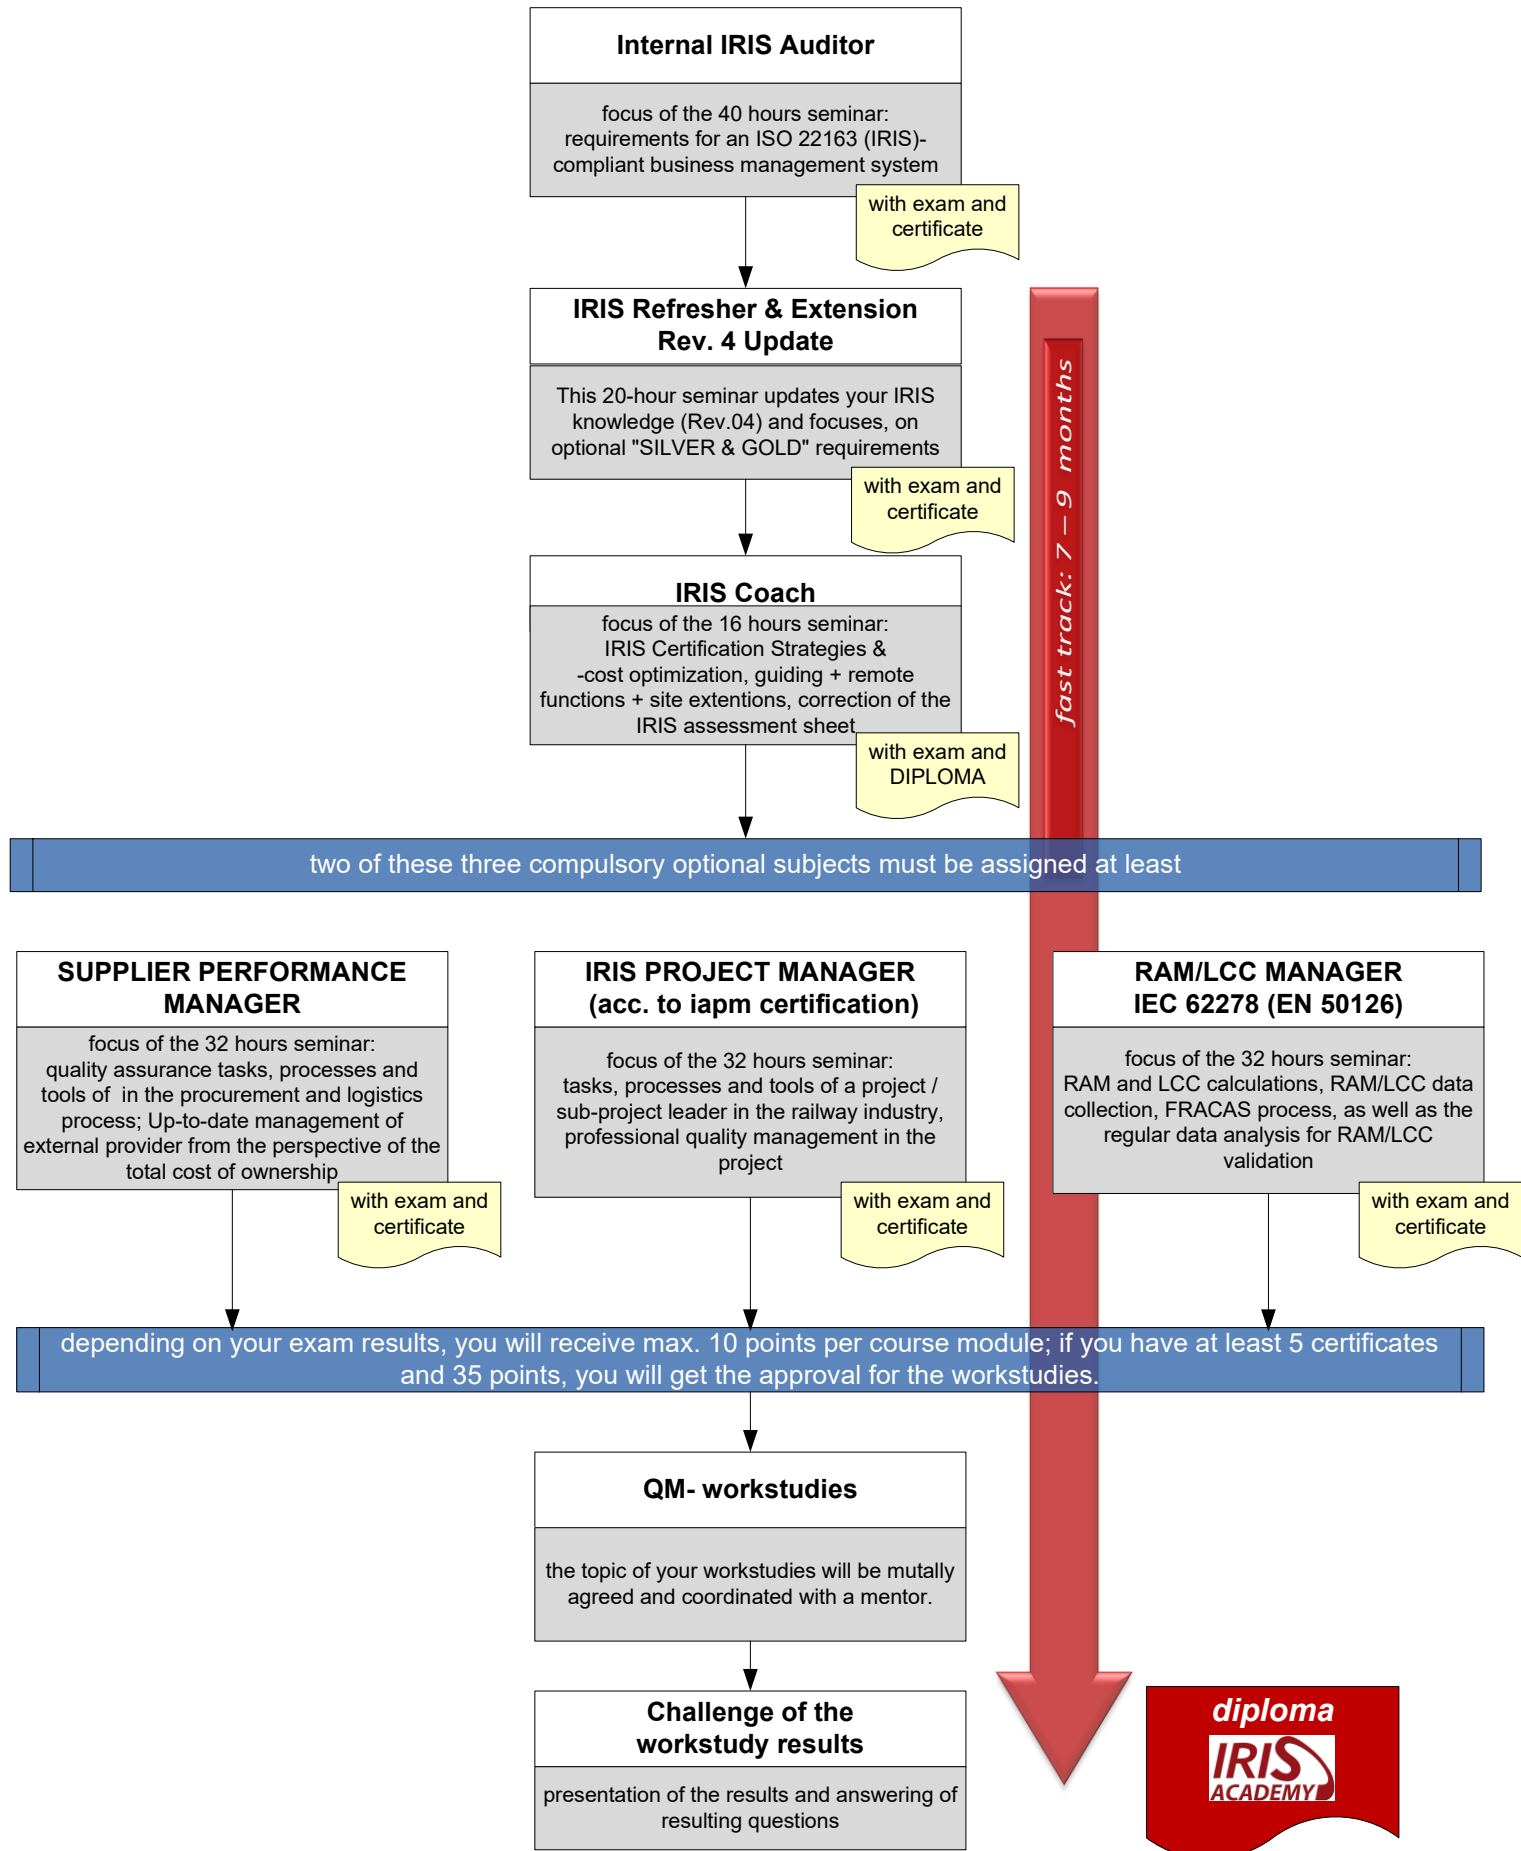 Internal IRIS Auditor
focus of the 40 hours seminar:
requirements for an ISO 22163 (IRIS)-
compliant business management system
with exam and
certificate
IRIS Refresher & Extension
Rev. 4 Update
This 20-hour seminar updates your IRIS
knowledge (Rev.04) and focuses, on
optional "SILVER & GOLD" requirements
with exam and
certificate
fast track: 7 – 9 months
IRIS Coach
focus of the 16 hours seminar:
IRIS Certification Strategies &
-cost optimization, guiding + remote
functions + site extentions, correction of the
IRIS assessment sheet
with exam and
DIPLOMA
two of these three compulsory optional subjects must be assigned at least
SUPPLIER PERFORMANCE
MANAGER
focus of the 32 hours seminar:
quality assurance tasks, processes and
tools of  in the procurement and logistics
process; Up-to-date management of
external provider from the perspective of the
total cost of ownership
with exam and
certificate
IRIS PROJECT MANAGER
(acc. to iapm certification)
focus of the 32 hours seminar:
tasks, processes and tools of a project /
sub-project leader in the railway industry,
professional quality management in the
project
with exam and
certificate
RAM/LCC MANAGER
IEC 62278 (EN 50126)
focus of the 32 hours seminar:
RAM and LCC calculations, RAM/LCC data
collection, FRACAS process, as well as the
regular data analysis for RAM/LCC
validation
with exam and
certificate
depending on your exam results, you will receive max. 10 points per course module; if you have at least 5 certificates
and 35 points, you will get the approval for the workstudies.
QM- workstudies
the topic of your workstudies will be mutally
agreed and coordinated with a mentor.
Challenge of the
workstudy results
presentation of the results and answering of
resulting questions
diploma
IRIS
ACADEMY